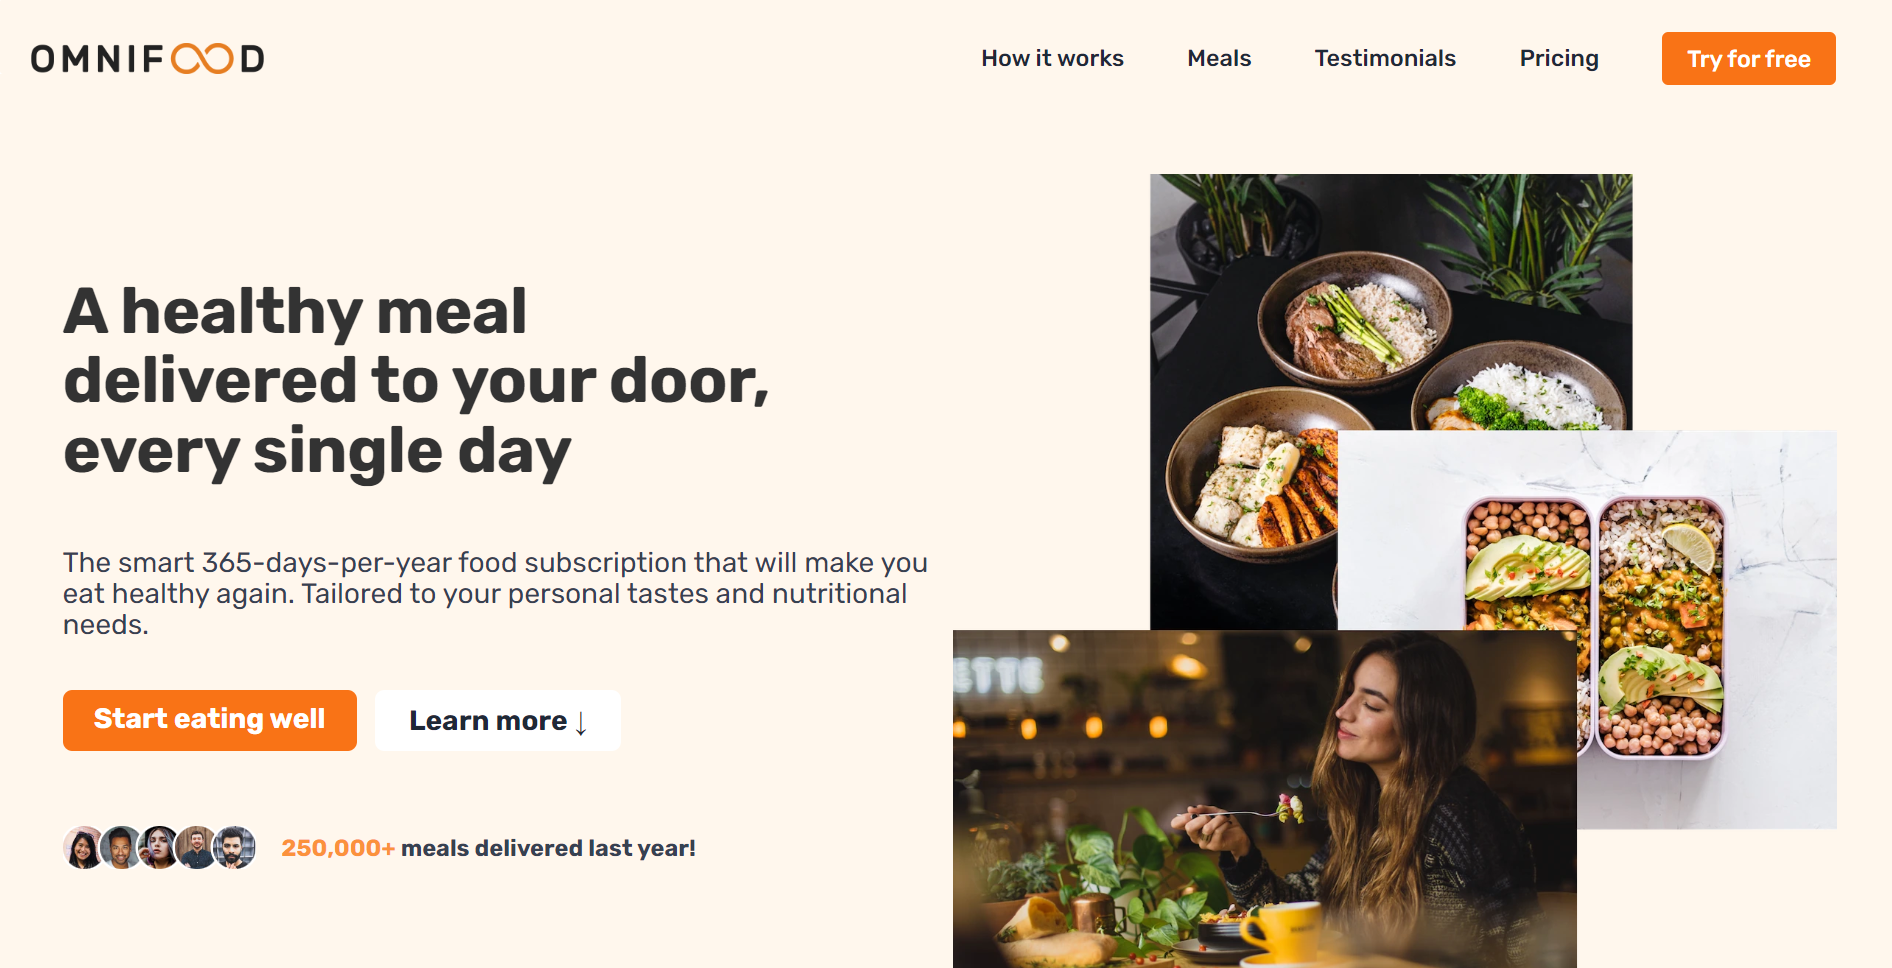 OMNIFOOD
How it works Meals Testimonials Pricing Try for free
A healthy meal
delivered to your door,
every single day
The smart 365-days-per-year food subscription that will make you
eat healthy again. Tailored to your personal tastes and nutritional
needs.
Start eating well Learn more ↓
250,000+ meals delivered last year!
ETTE